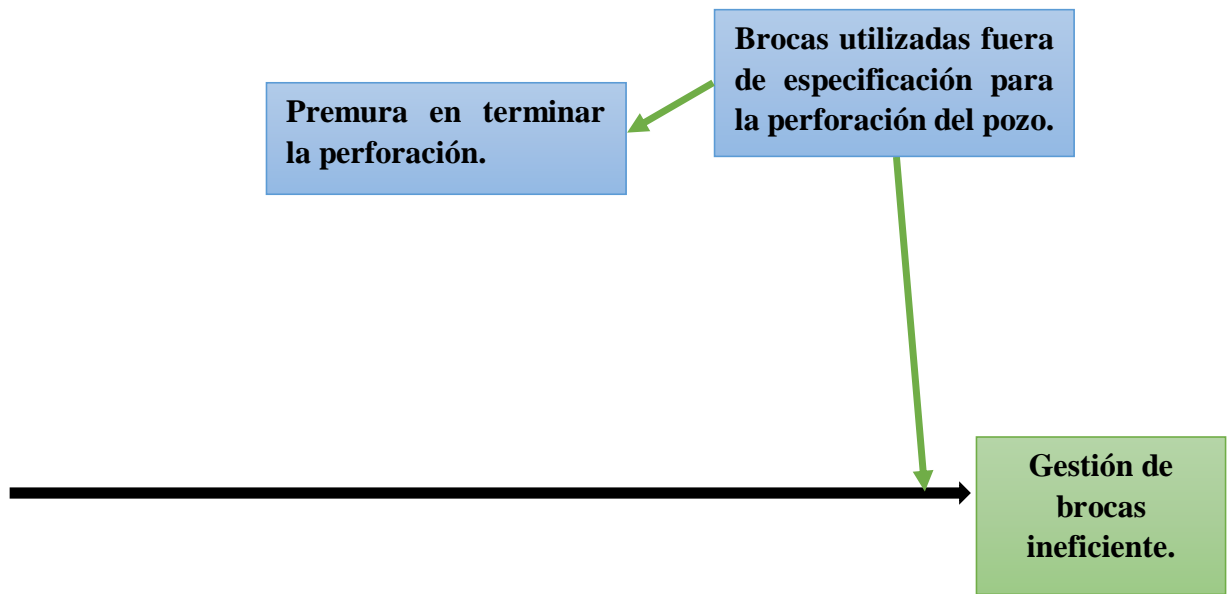 Brocas utilizadas fuera
de especificación para
la perforación del pozo.
Premura en terminar
la perforación.
Gestión de
brocas
ineficiente.